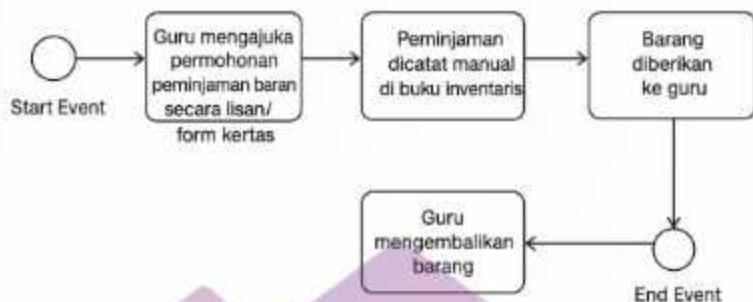 Start Event
Guru mengajuka
permohonan
peminjaman baran
secara lisan/
form kertas
Peminjaman
dicatat manual
di buku inventaris
Barang
diberikan
ke guru
Guru
mengembalikan
barang
End Event